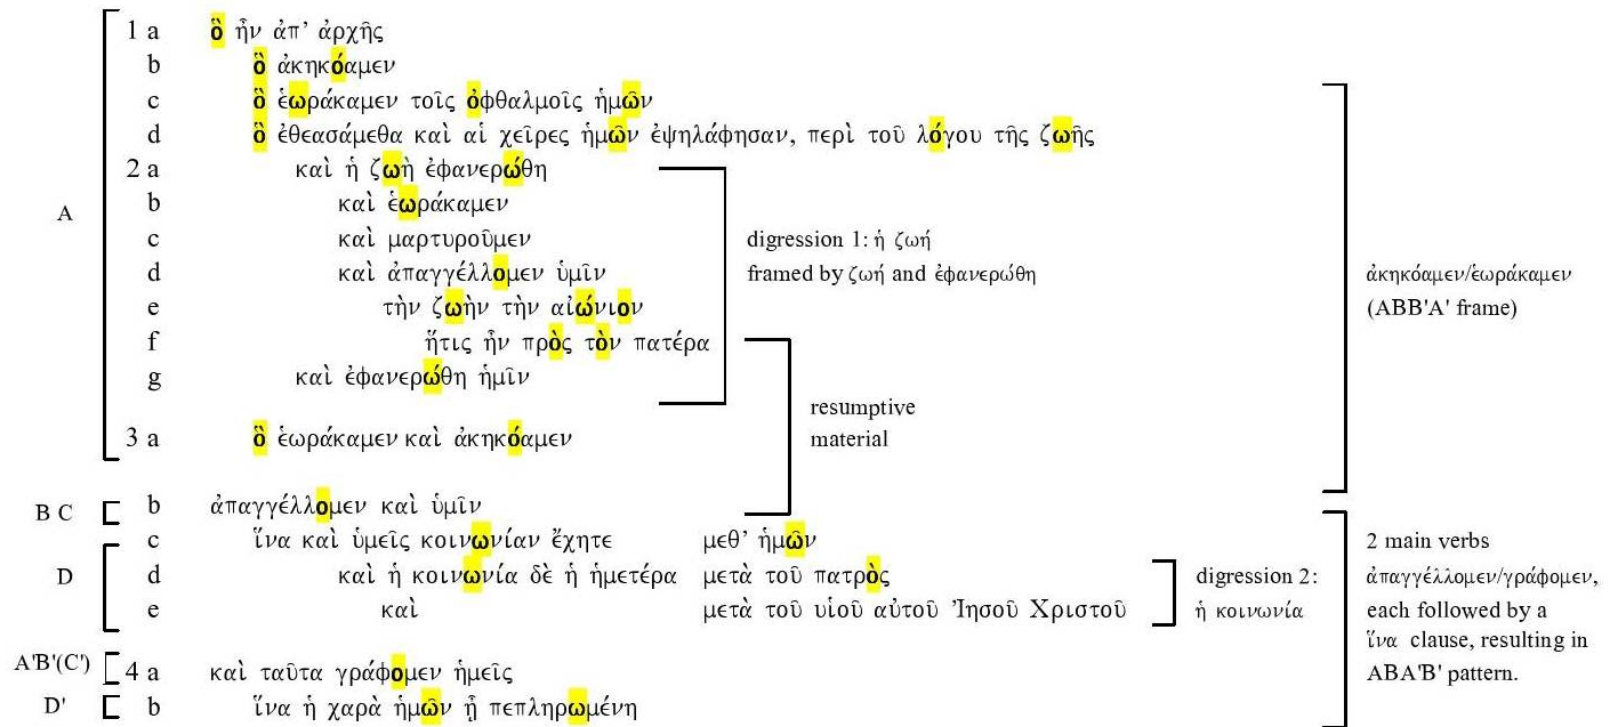 1 a ὃ ἦν ἀπ’ ἀρχῆς
b ὃ ἀκηκόαμεν
c ὃ ἑωράκαμεν τοῖς ὀφθαλμοῖς ἡμῶν
d ὃ ἐθεασάμεθα καὶ αἱ χεῖρες ἡμῶν ἐψηλάφησαν, περὶ τοῦ λόγου τῆς ζωῆς
2 a καὶ ἡ ζωὴ ἐφανερώθη
b καὶ ἑωράκαμεν
A
c καὶ μαρτυροῦμεν
d καὶ ἀπαγγέλλομεν ὑμῖν
e τὴν ζωὴν τὴν αἰώνιον
f ἥτις ἦν πρὸς τὸν πατέρα
g καὶ ἐφανερώθη ἡμῖν
digression 1: ἡ ζωή
framed by ζωή and ἐφανερώθη
ἀκηκόαμεν/ἑωράκαμεν
(ABB'A' frame)
resumptive
material
3 a ὃ ἑωράκαμεν καὶ ἀκηκόαμεν
B C b ἀπαγγέλλομεν καὶ ὑμῖν
c ἵνα καὶ ὑμεῖς κοινωνίαν ἔχητε μεθ’ ἡμῶν
D d καὶ ἡ κοινωνία δὲ ἡ ἡμετέρα μετὰ τοῦ πατρὸς
e καὶ μετὰ τοῦ υἱοῦ αὐτοῦ Ἰησοῦ Χριστοῦ
digression 2:
ἡ κοινωνία
2 main verbs
ἀπαγγέλλομεν/γράφομεν,
each followed by a
ἵνα clause, resulting in
ABA'B' pattern.
A'B'(C') 4 a καὶ ταῦτα γράφομεν ἡμεῖς
D' b ἵνα ἡ χαρὰ ἡμῶν ᾖ πεπληρωμένη